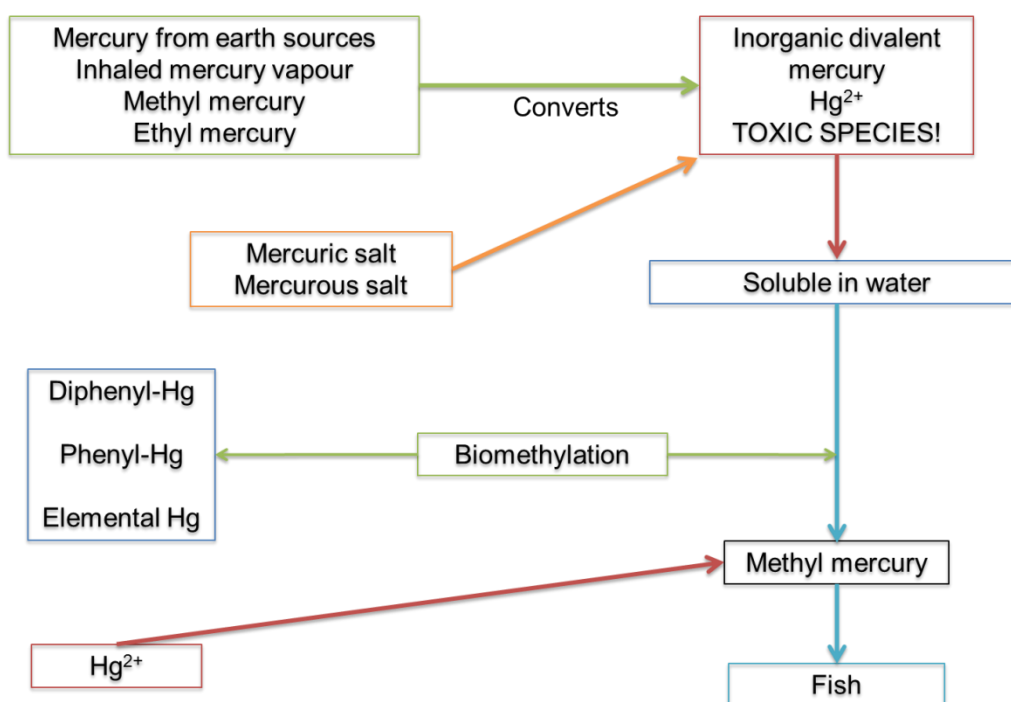 Mercury from earth sources
Inhaled mercury vapour
Methyl mercury
Ethyl mercury
Converts
Inorganic divalent
mercury
Hg²⁺
TOXIC SPECIES!
Mercuric salt
Mercurous salt
Soluble in water
Diphenyl-Hg
Phenyl-Hg
Elemental Hg
Biomethylation
Methyl mercury
Hg²⁺
Fish